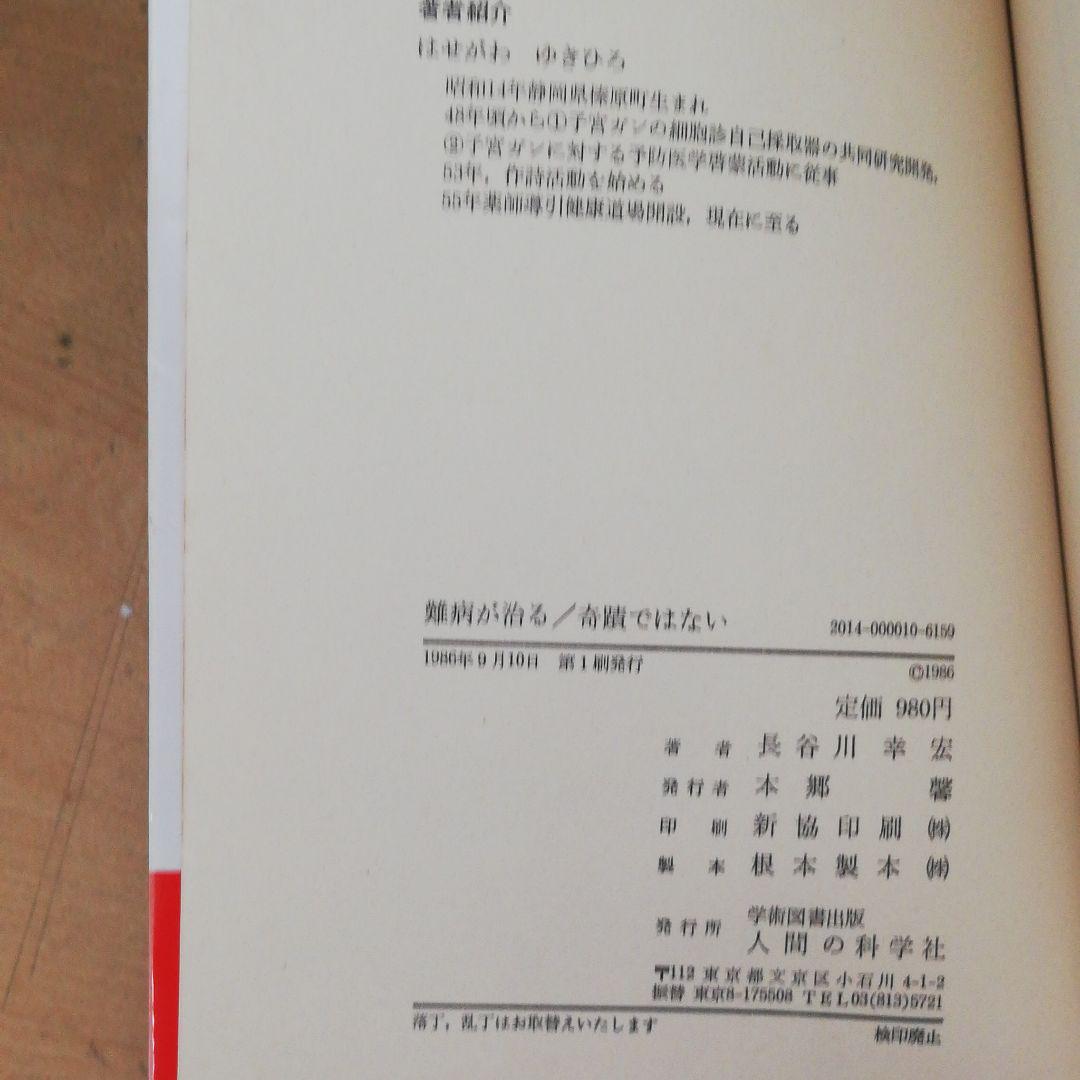 著者紹介
はせがわ ゆきひろ
昭和14年静岡県榛原町生まれ
48年頃から①子宮ガンの細胞診自己採取器の共同研究開発,
②子宮ガンに対する予防医学啓蒙活動に従事
53年，作詩活動を始める
55年薬師導引健康道場開設，現在に至る
難病が治る／奇蹟ではない 2014-000010-6159
1986年9月10日 第1刷発行 ©1986
定価 980円
著者 長谷川幸宏
発行者 本郷馨
印刷 新協印刷㈱
製本 根本製本㈱
発行所 学術図書出版
人間の科学社
〒112 東京都文京区小石川 4-1-2
振替 東京8-175508 TEL03(813)5721
落丁，乱丁はお取替えいたします 検印廃止